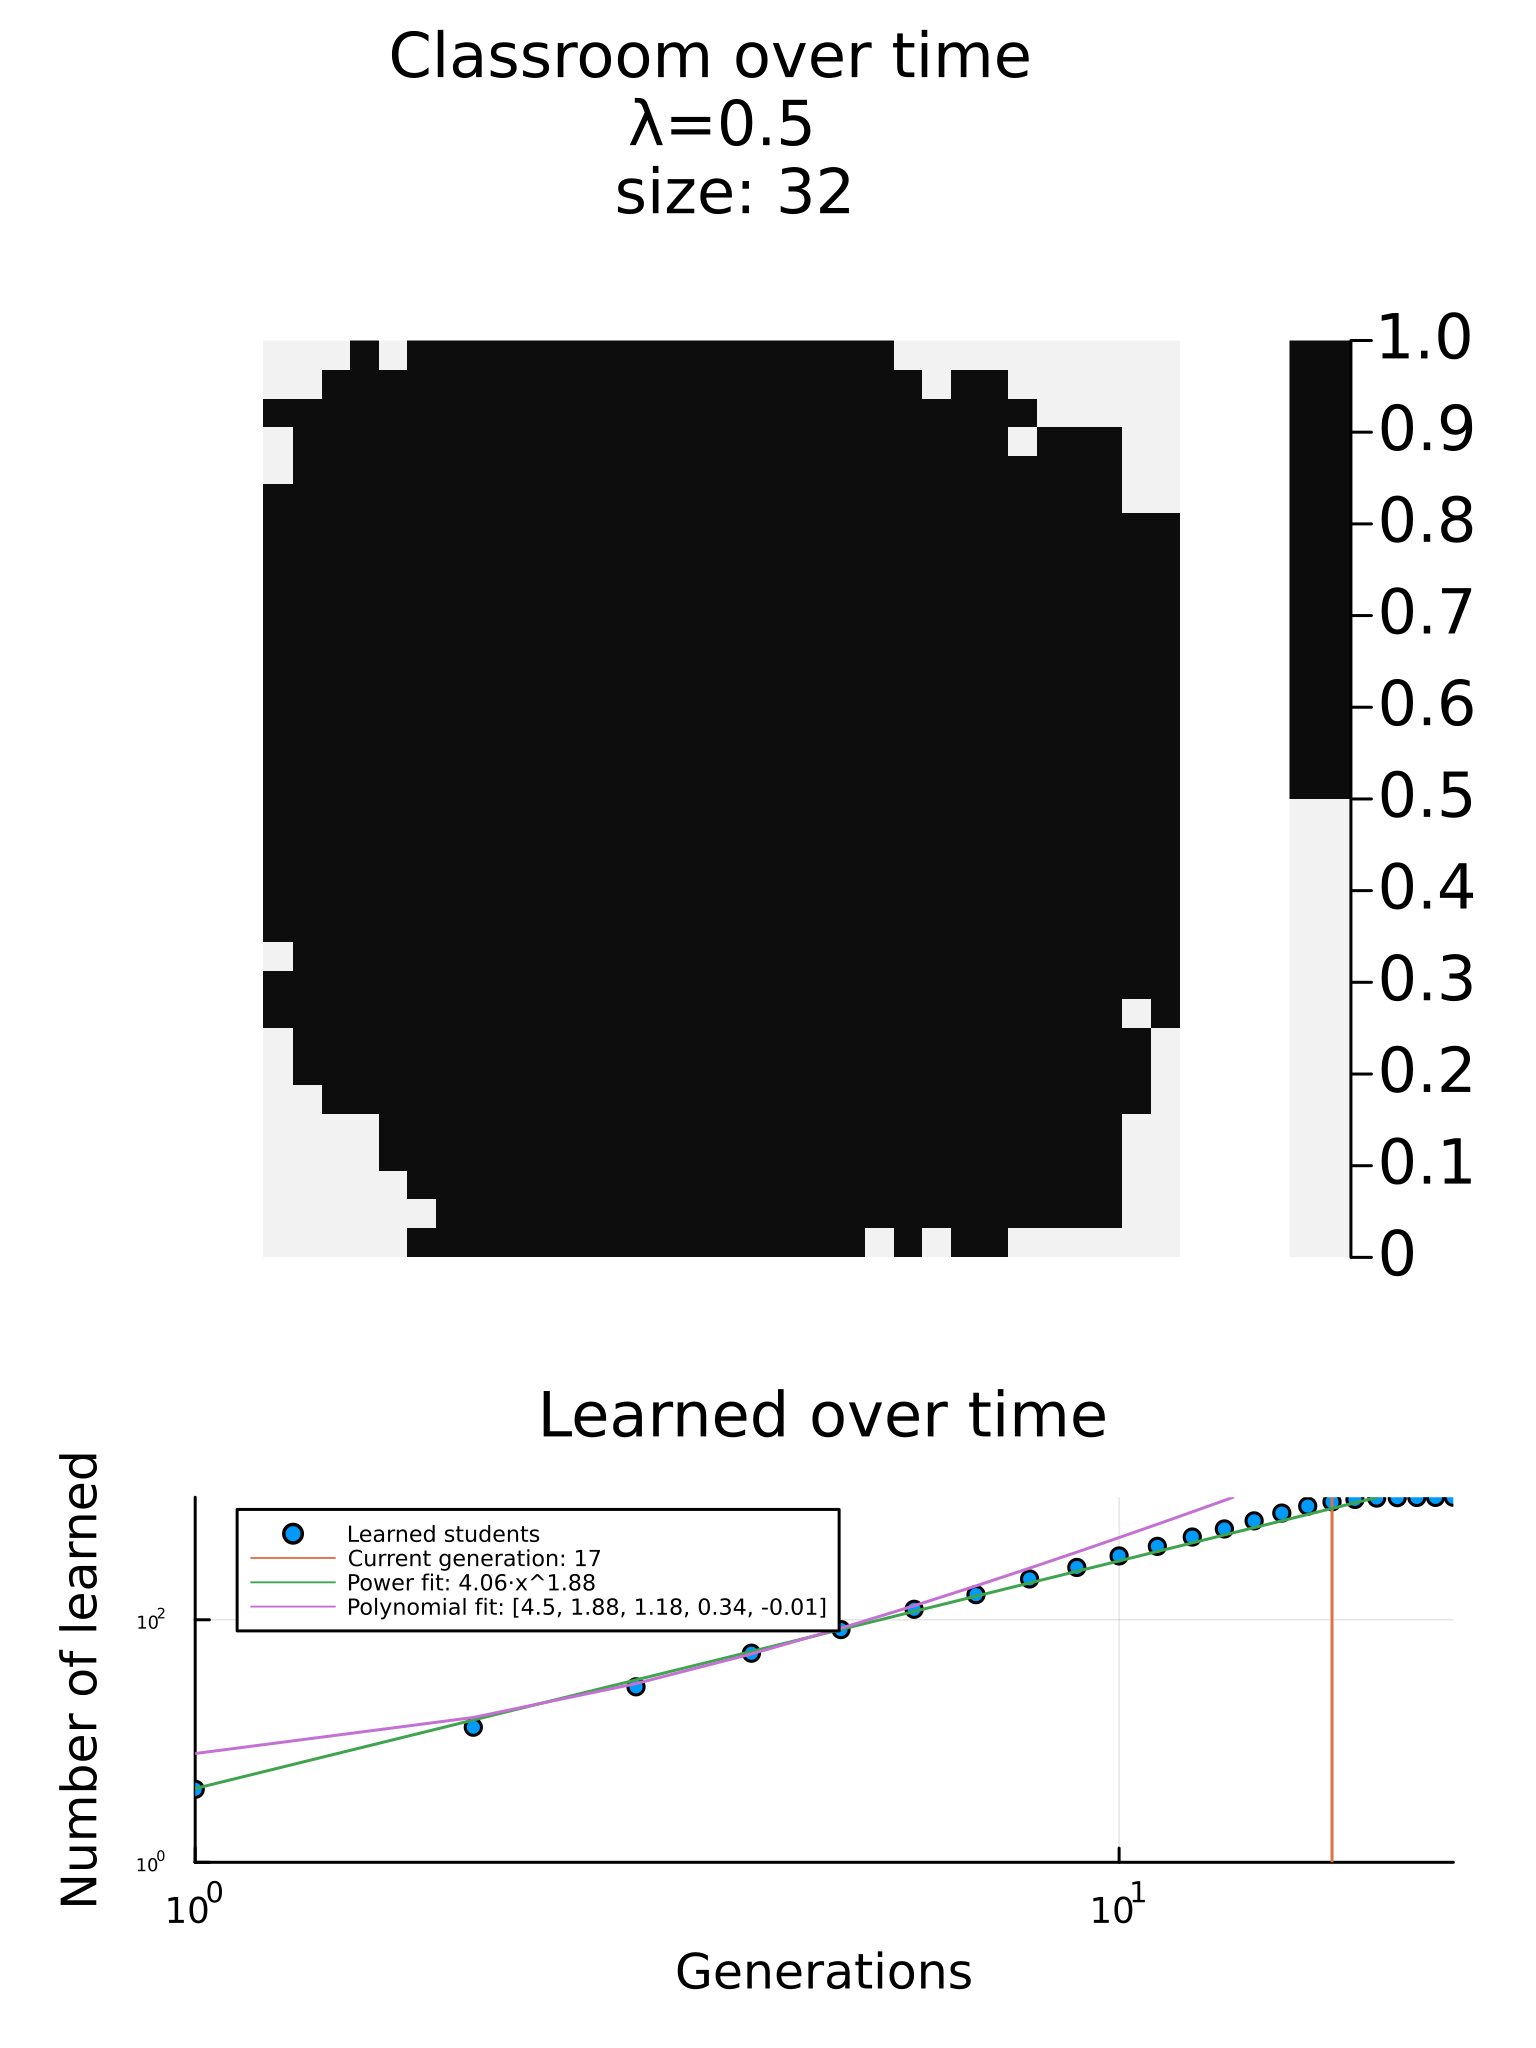 Classroom over time
λ=0.5
size: 32
1.0
0.9
0.8
0.7
0.6
0.5
0.4
0.3
0.2
0.1
0
Learned over time
Number of learned
Learned students
Current generation: 17
Power fit: 4.06·x^1.88
Polynomial fit: [4.5, 1.88, 1.18, 0.34, -0.01]
10²
10⁰
10⁰
10¹
Generations